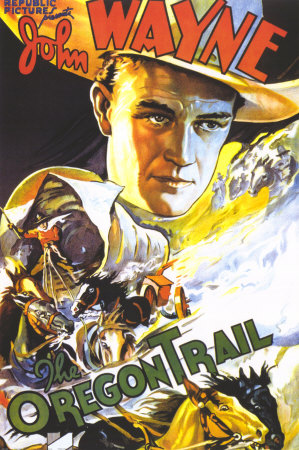 REPUBLIC
PICTURES
presents
John WAYNE
The
OREGON TRAIL